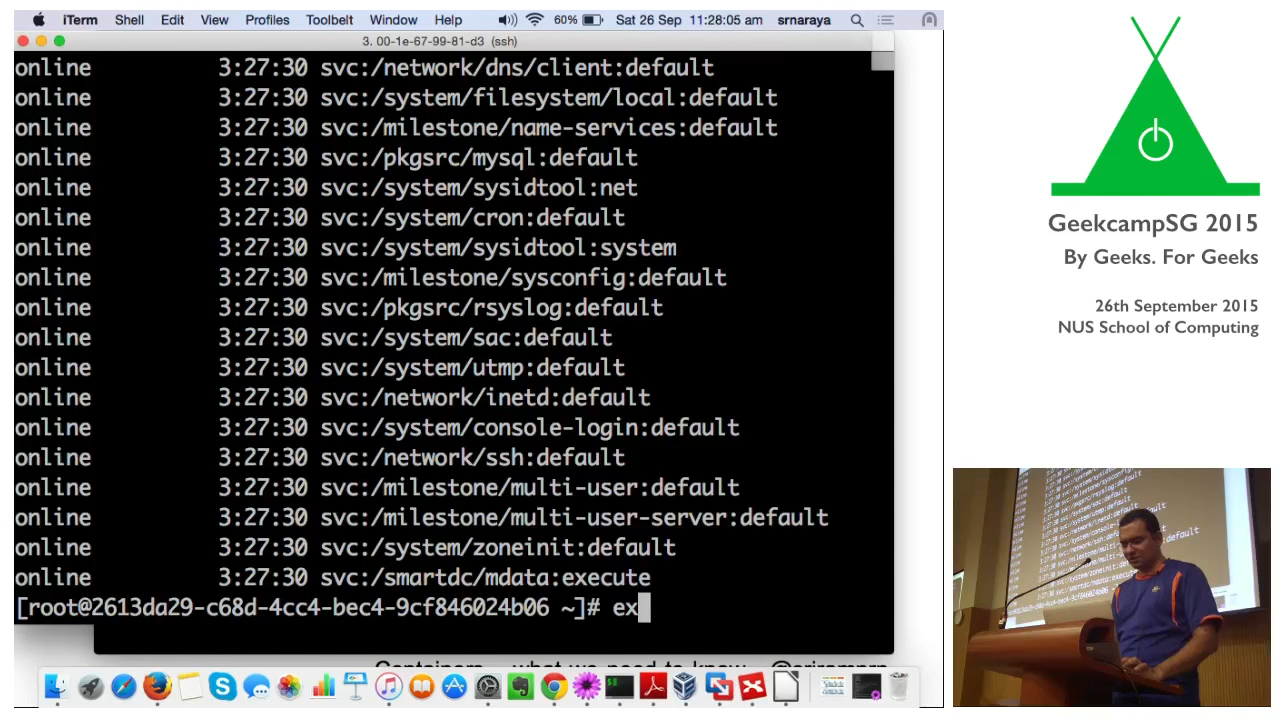 iTerm Shell Edit View Profiles Toolbelt Window Help 60% Sat 26 Sep 11:28:05 am srnaraya
3. 00-1e-67-99-81-d3 (ssh)
online 3:27:30 svc:/network/dns/client:default
online 3:27:30 svc:/system/filesystem/local:default
online 3:27:30 svc:/milestone/name-services:default
online 3:27:30 svc:/pkgsrc/mysql:default
online 3:27:30 svc:/system/sysidtool:net
online 3:27:30 svc:/system/cron:default
online 3:27:30 svc:/system/sysidtool:system
online 3:27:30 svc:/milestone/sysconfig:default
online 3:27:30 svc:/pkgsrc/rsyslog:default
online 3:27:30 svc:/system/sac:default
online 3:27:30 svc:/system/utmp:default
online 3:27:30 svc:/network/inetd:default
online 3:27:30 svc:/system/console-login:default
online 3:27:30 svc:/network/ssh:default
online 3:27:30 svc:/milestone/multi-user:default
online 3:27:30 svc:/milestone/multi-user-server:default
online 3:27:30 svc:/system/zoneinit:default
online 3:27:30 svc:/smartdc/mdata:execute
[root@2613da29-c68d-4cc4-bec4-9cf846024b06 ~]# ex
GeekcampSG 2015
By Geeks. For Geeks
26th September 2015
NUS School of Computing